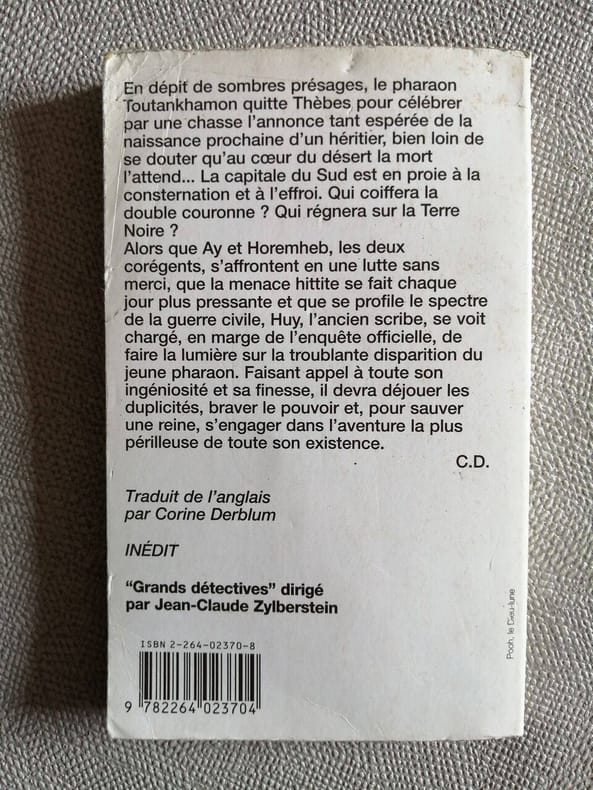 En dépit de sombres présages, le pharaon
Toutankhamon quitte Thèbes pour célébrer
par une chasse l'annonce tant espérée de la
naissance prochaine d'un héritier, bien loin de
se douter qu'au cœur du désert la mort
l'attend... La capitale du Sud est en proie à la
consternation et à l'effroi. Qui coiffera la
double couronne ? Qui régnera sur la Terre
Noire ?
Alors que Ay et Horemheb, les deux
corégents, s'affrontent en une lutte sans
merci, que la menace hittite se fait chaque
jour plus pressante et que se profile le spectre
de la guerre civile, Huy, l'ancien scribe, se voit
chargé, en marge de l'enquête officielle, de
faire la lumière sur la troublante disparition du
jeune pharaon. Faisant appel à toute son
ingéniosité et sa finesse, il devra déjouer les
duplicités, braver le pouvoir et, pour sauver
une reine, s'engager dans l'aventure la plus
périlleuse de toute son existence.
C.D.
Traduit de l'anglais
par Corine Derblum
INÉDIT
"Grands détectives" dirigé
par Jean-Claude Zylberstein
ISBN 2-264-02370-8
9 782264 023704
Pooh, le Dieu-lune